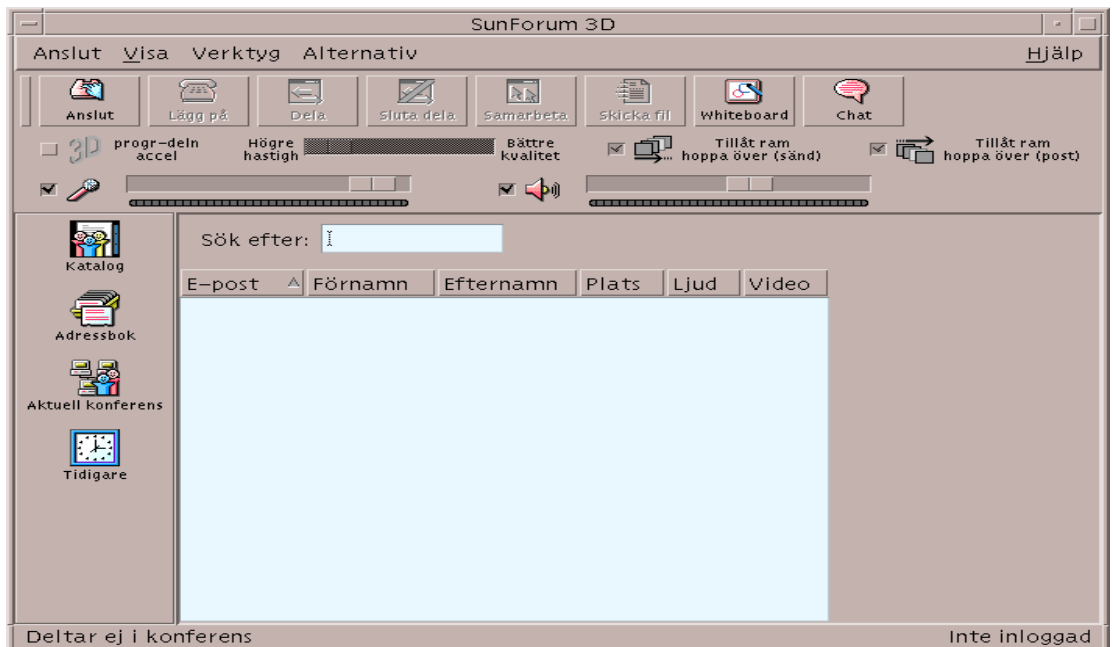 SunForum 3D
Anslut Visa Verktyg Alternativ Hjälp
Anslut Lägg på Dela Sluta dela Samarbeta Skicka fil Whiteboard Chat
3D progr-deln accel Högre hastigh Bättre kvalitet Tillåt ram hoppa över (sänd) Tillåt ram hoppa över (post)
Sök efter:
E-post Förnamn Efternamn Plats Ljud Video
Katalog
Adressbok
Aktuell konferens
Tidigare
Deltar ej i konferens Inte inloggad